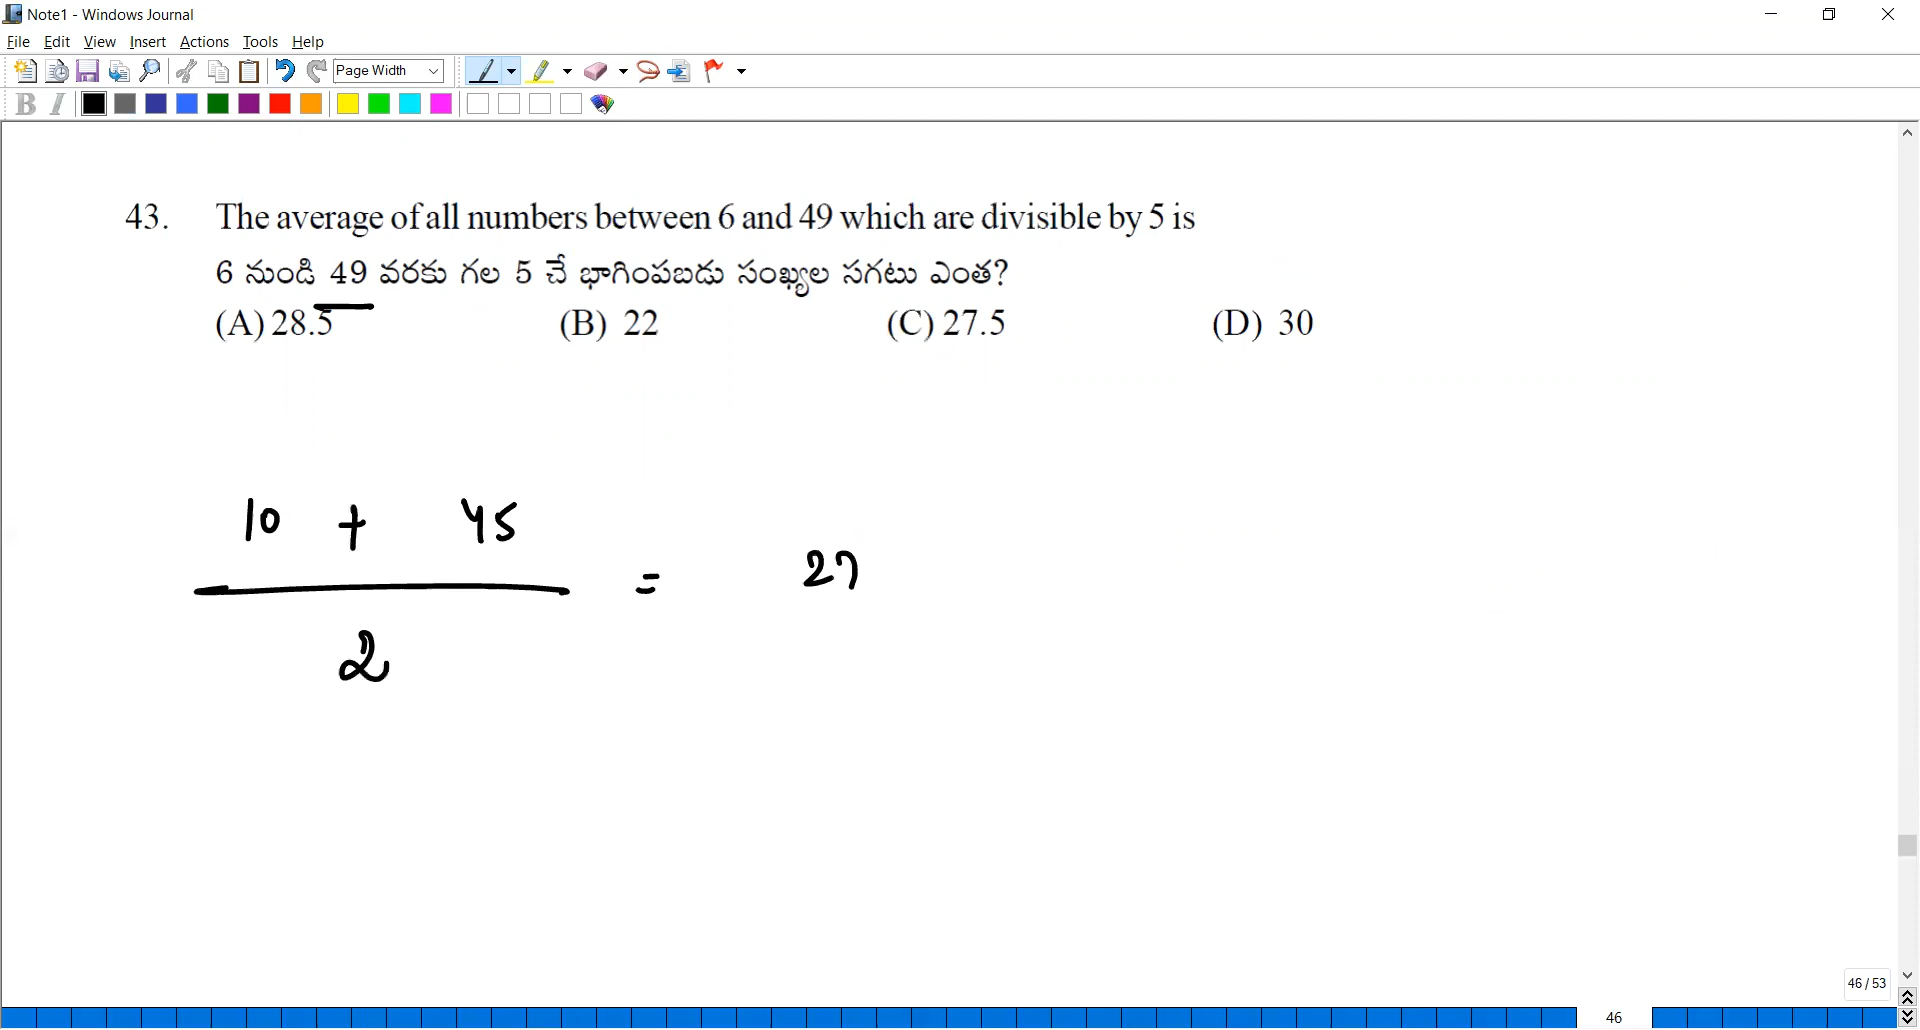 Note1 - Windows Journal
File Edit View Insert Actions Tools Help
Page Width
B I
43. The average of all numbers between 6 and 49 which are divisible by 5 is
6 నుండి 49 వరకు గల 5 చే భాగింపబడు సంఖ్యల సగటు ఎంత?
(A) 28.5 (B) 22 (C) 27.5 (D) 30
10 + 45
= 27
2
46 / 53
46